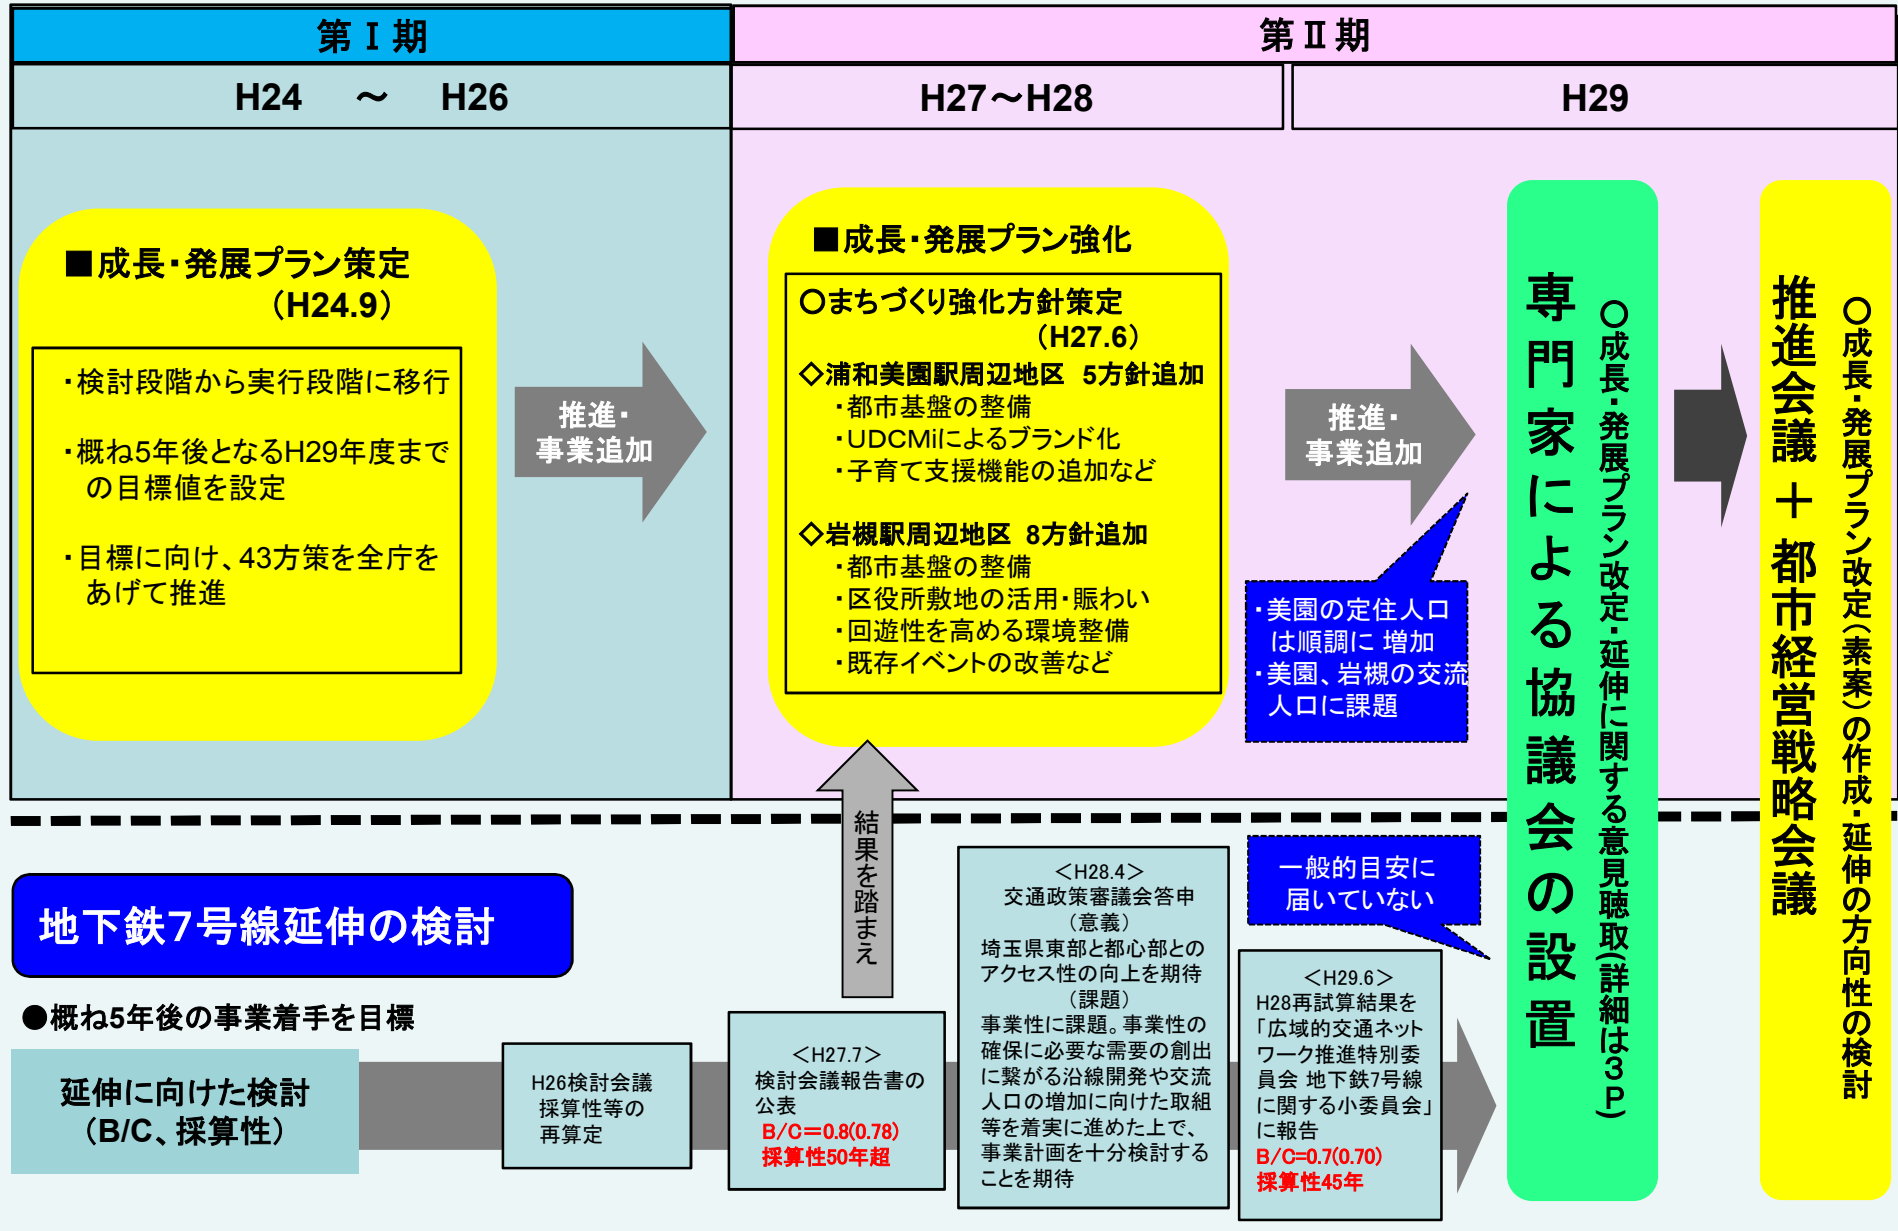 第Ⅰ期
第Ⅱ期
H24 ～ H26
H27～H28
H29
■成長・発展プラン策定
（H24.9）
・検討段階から実行段階に移行
・概ね5年後となるH29年度まで
の目標値を設定
・目標に向け、43方策を全庁を
あげて推進
推進・
事業追加
■成長・発展プラン強化
○まちづくり強化方針策定
（H27.6）
◇浦和美園駅周辺地区 5方針追加
・都市基盤の整備
・UDCMiによるブランド化
・子育て支援機能の追加など
◇岩槻駅周辺地区 8方針追加
・都市基盤の整備
・区役所敷地の活用・賑わい
・回遊性を高める環境整備
・既存イベントの改善など
推進・
事業追加
・美園の定住人口
は順調に 増加
・美園、岩槻の交流
人口に課題
専門家による協議会の設置
○成長・発展プラン改定・延伸に関する意見聴取(詳細は３Ｐ)
推進会議＋都市経営戦略会議
○成長・発展プラン改定（素案）の作成・延伸の方向性の検討
結果を踏まえ
地下鉄7号線延伸の検討
●概ね5年後の事業着手を目標
延伸に向けた検討
（B/C、採算性）
H26検討会議
採算性等の
再算定
＜H27.7＞
検討会議報告書の
公表
B/C＝0.8(0.78)
採算性50年超
＜H28.4＞
交通政策審議会答申
（意義）
埼玉県東部と都心部との
アクセス性の向上を期待
（課題）
事業性に課題。事業性の
確保に必要な需要の創出
に繋がる沿線開発や交流
人口の増加に向けた取組
等を着実に進めた上で、
事業計画を十分検討する
ことを期待
一般的目安に
届いていない
＜H29.6＞
H28再試算結果を
「広域的交通ネット
ワーク推進特別委
員会 地下鉄7号線
に関する小委員会」
に報告
B/C=0.7(0.70)
採算性45年